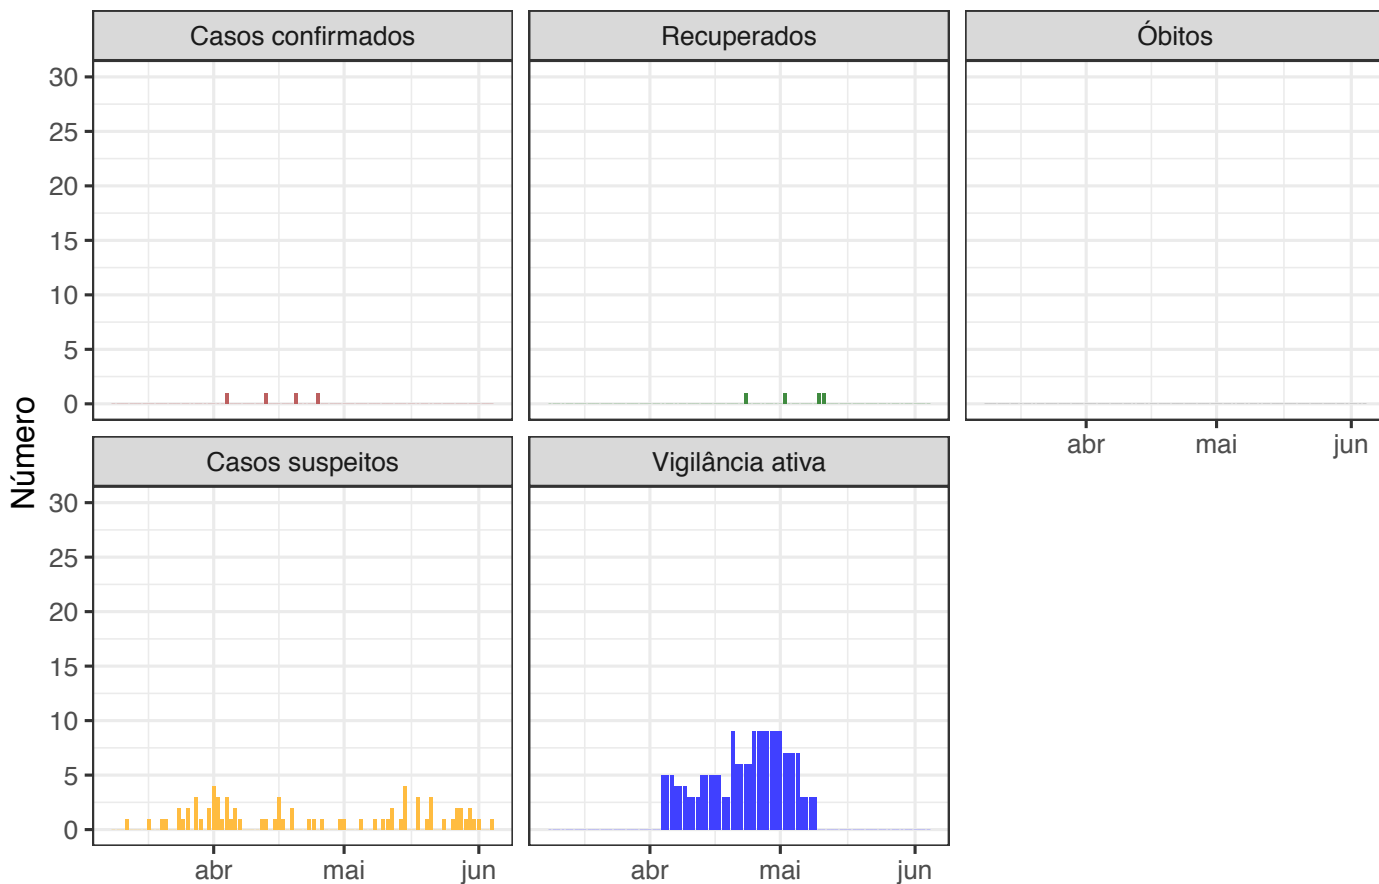 Casos confirmados
Recuperados
Óbitos
30
25
20
15
10
5
0
abr mai jun
Número
Casos suspeitos
Vigilância ativa
30
25
20
15
10
5
0
abr mai jun
abr mai jun